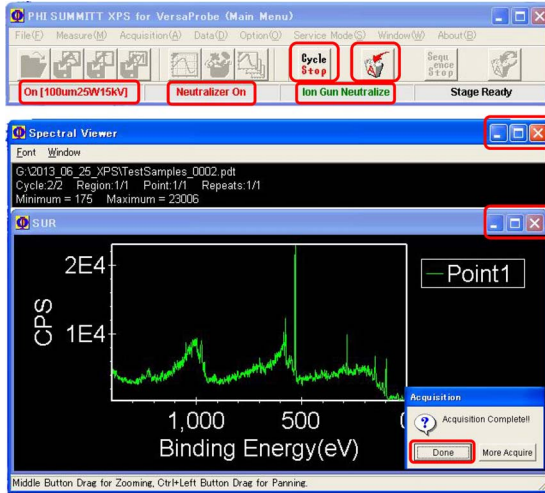 PHI SUMMITT XPS for VersaProbe (Main Menu)
File(F) Measure(M) Acquisition(A) Data(D) Option(O) Service Mode(S) Window(W) About(B)
Cycle Stop
Sequence Stop
On [100um25W15kV] Neutralizer On Ion Gun Neutralize Stage Ready
Spectral Viewer
Font Window
G:\2013_06_25_XPS\TestSamples_0002.pdt
Cycle:2/2 Region:1/1 Point:1/1 Repeats:1/1
Minimum = 175 Maximum = 23006
SUR
2E4
1E4
CPS
Point1
1,000 500
Binding Energy(eV)
Acquisition
Acquisition Complete!!
Done More Acquire
Middle Button Drag for Zooming, Ctrl+Left Button Drag for Panning.